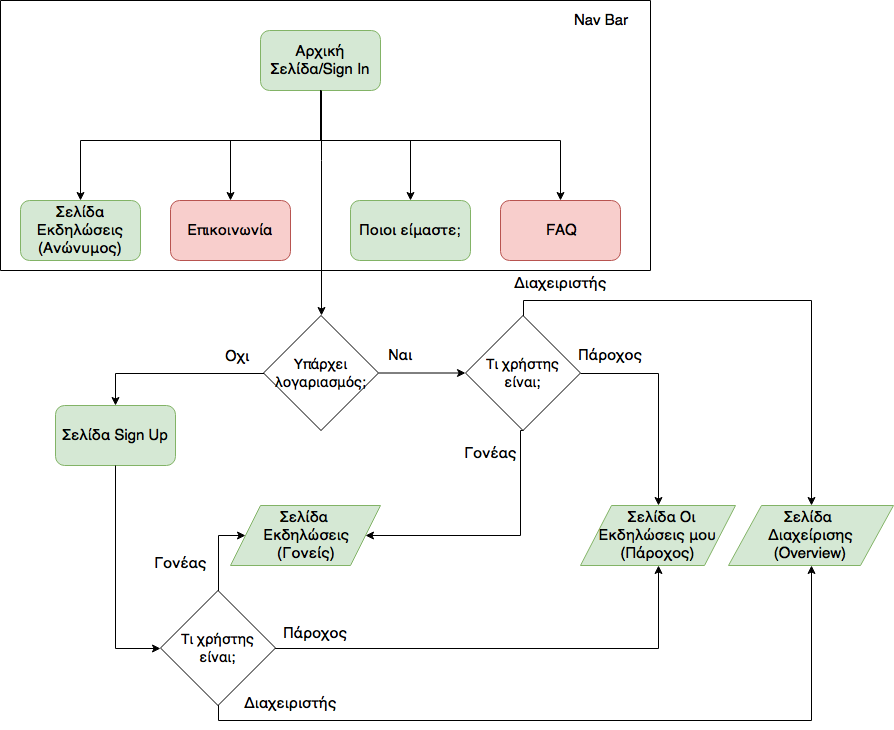 Nav Bar
Αρχική
Σελίδα/Sign In
Σελίδα
Εκδηλώσεις
(Ανώνυμος)
Επικοινωνία
Ποιοι είμαστε;
FAQ
Διαχειριστής
Οχι
Υπάρχει
λογαριασμός;
Ναι
Τι χρήστης
είναι;
Πάροχος
Σελίδα Sign Up
Γονέας
Σελίδα
Εκδηλώσεις
(Γονείς)
Σελίδα Οι
Εκδηλώσεις μου
(Πάροχος)
Σελίδα
Διαχείρισης
(Overview)
Γονέας
Τι χρήστης
είναι;
Πάροχος
Διαχειριστής